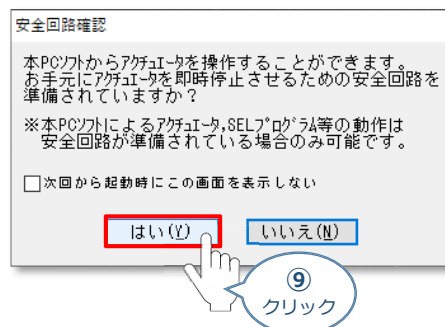 安全回路確認
本PCソフトからアクチュエータを操作することができます。
お手元にアクチュエータを即時停止させるための安全回路を
準備されていますか？
※本PCソフトによるアクチュエータ,SELプログラム等の動作は
安全回路が準備されている場合のみ可能です。
次回から起動時にこの画面を表示しない
はい(Y) いいえ(N)
⑨
クリック